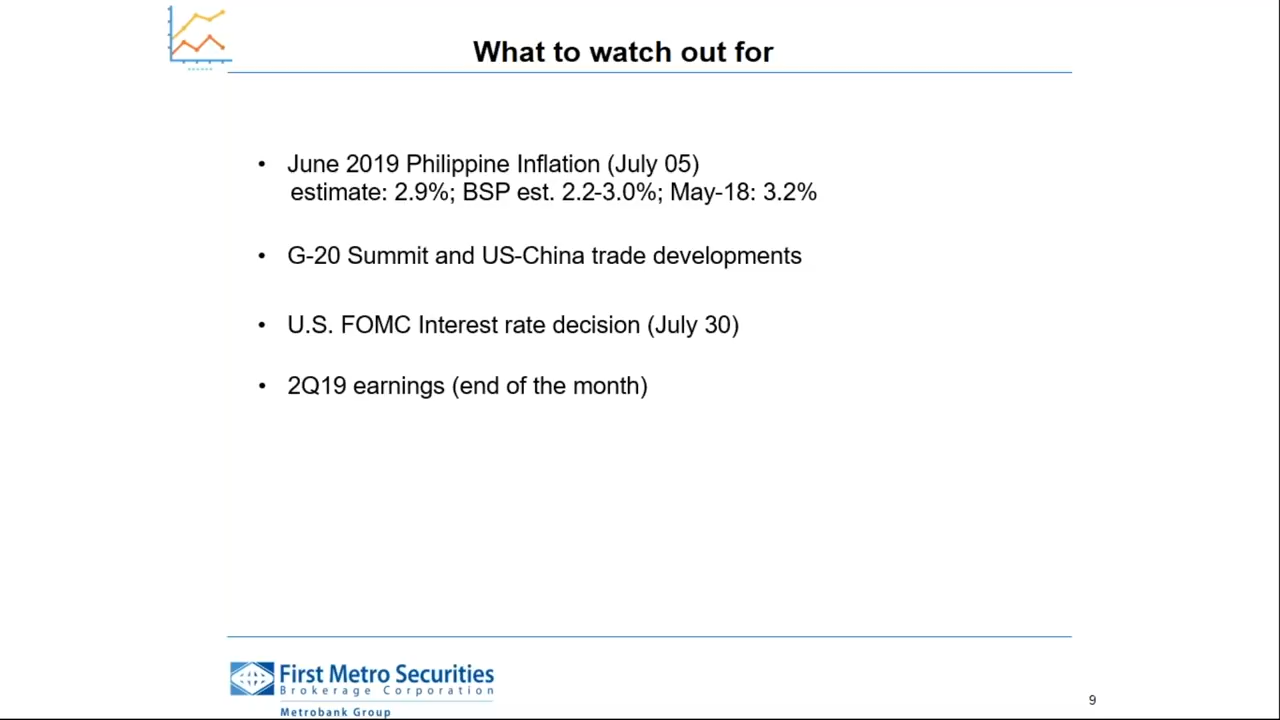 What to watch out for
• June 2019 Philippine Inflation (July 05)
estimate: 2.9%; BSP est. 2.2-3.0%; May-18: 3.2%
• G-20 Summit and US-China trade developments
• U.S. FOMC Interest rate decision (July 30)
• 2Q19 earnings (end of the month)
First Metro Securities
Brokerage Corporation
Metrobank Group
9